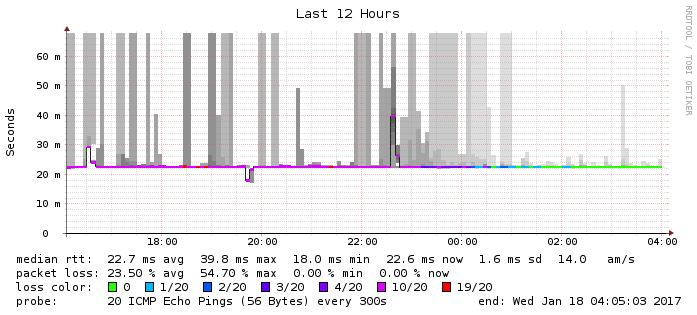 Last 12 Hours
RRDTOOL / TOBI OETIKER
Seconds
60 m
50 m
40 m
30 m
20 m
10 m
0
18:00 20:00 22:00 00:00 02:00 04:00
median rtt: 22.7 ms avg 39.8 ms max 18.0 ms min 22.6 ms now 1.6 ms sd 14.0 am/s
packet loss: 23.50 % avg 54.70 % max 0.00 % min 0.00 % now
loss color: 0 1/20 2/20 3/20 4/20 10/20 19/20
probe: 20 ICMP Echo Pings (56 Bytes) every 300s end: Wed Jan 18 04:05:03 2017